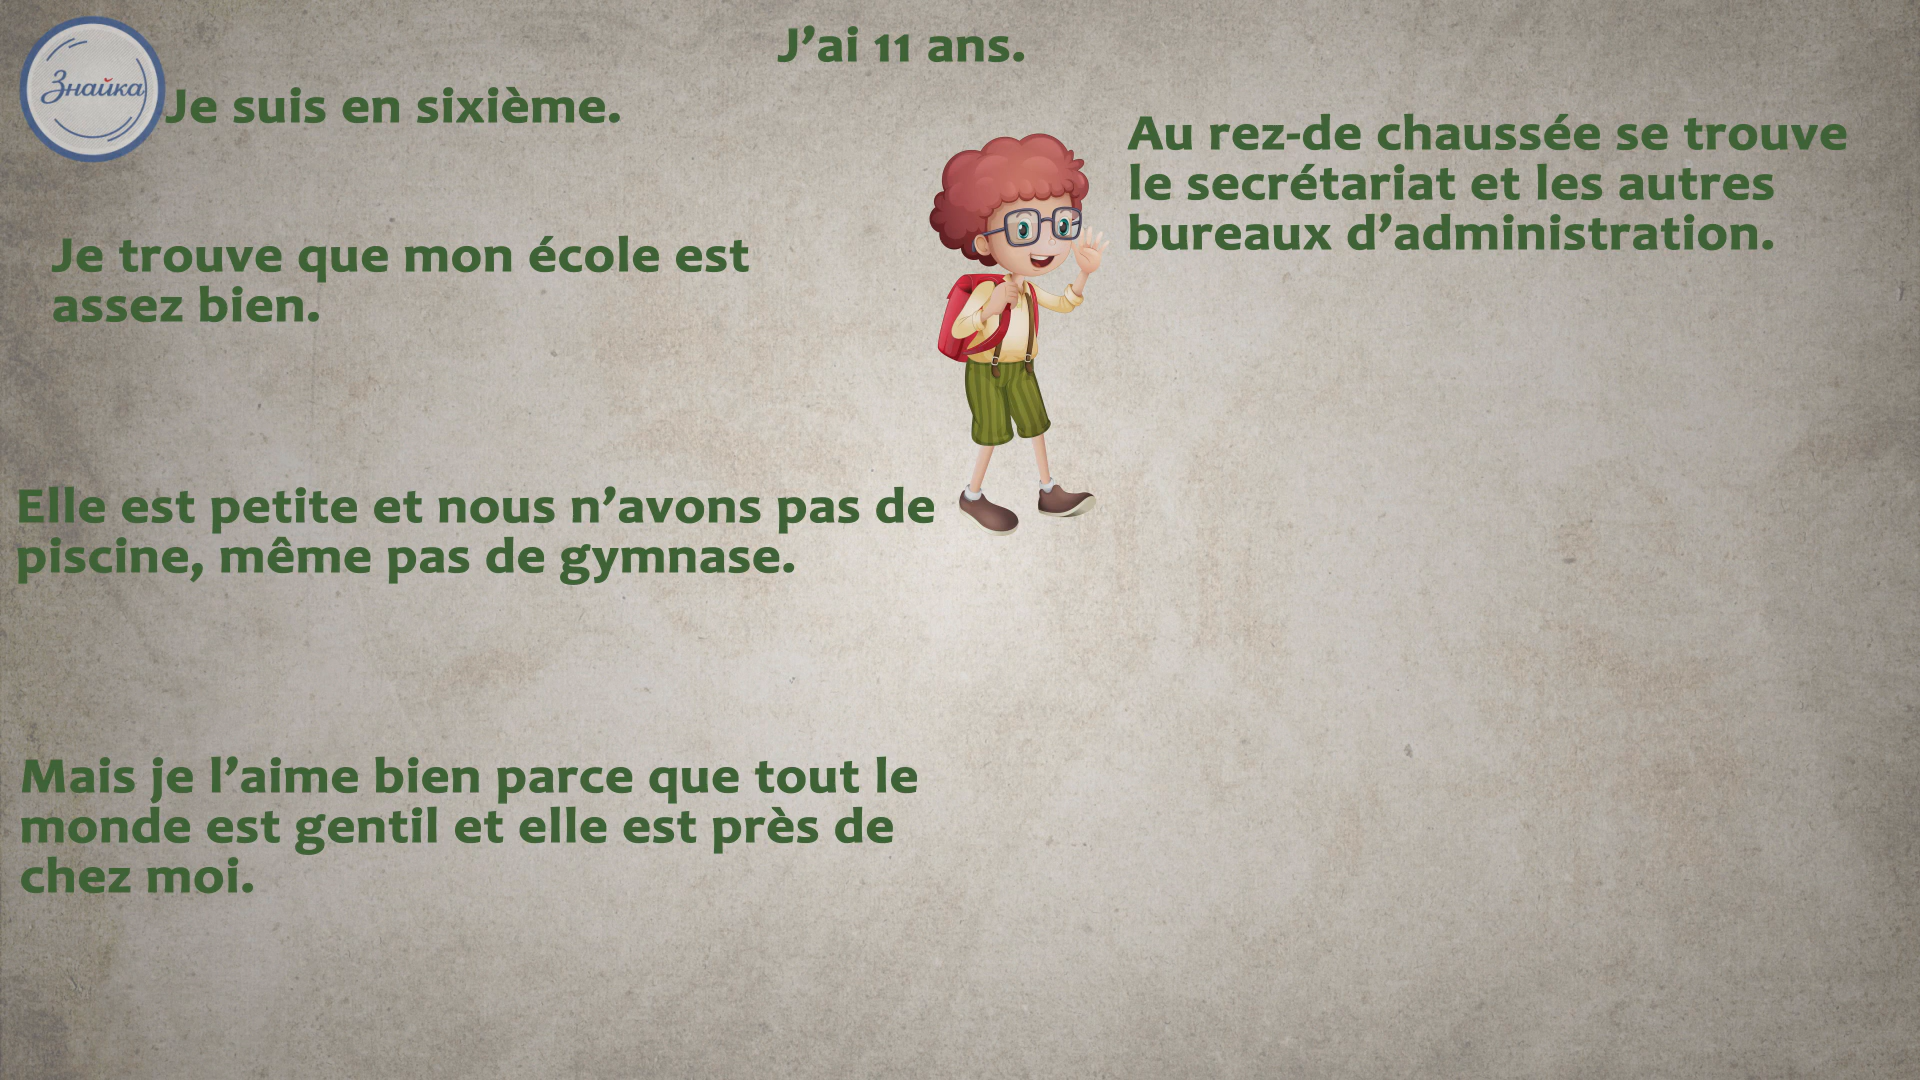 Знайка
J’ai 11 ans.
Je suis en sixième.
Je trouve que mon école est
assez bien.
Elle est petite et nous n’avons pas de
piscine, même pas de gymnase.
Mais je l’aime bien parce que tout le
monde est gentil et elle est près de
chez moi.
Au rez-de chaussée se trouve
le secrétariat et les autres
bureaux d’administration.